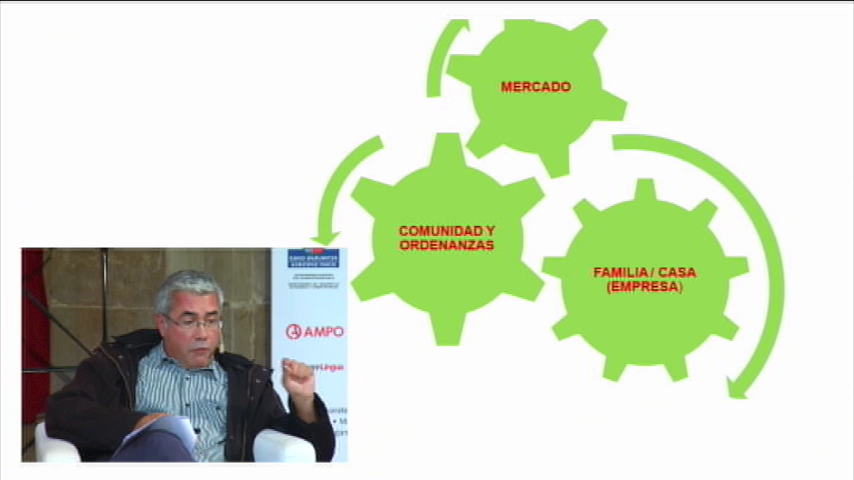 MERCADO
COMUNIDAD Y
ORDENANZAS
FAMILIA / CASA
(EMPRESA)
AMPO